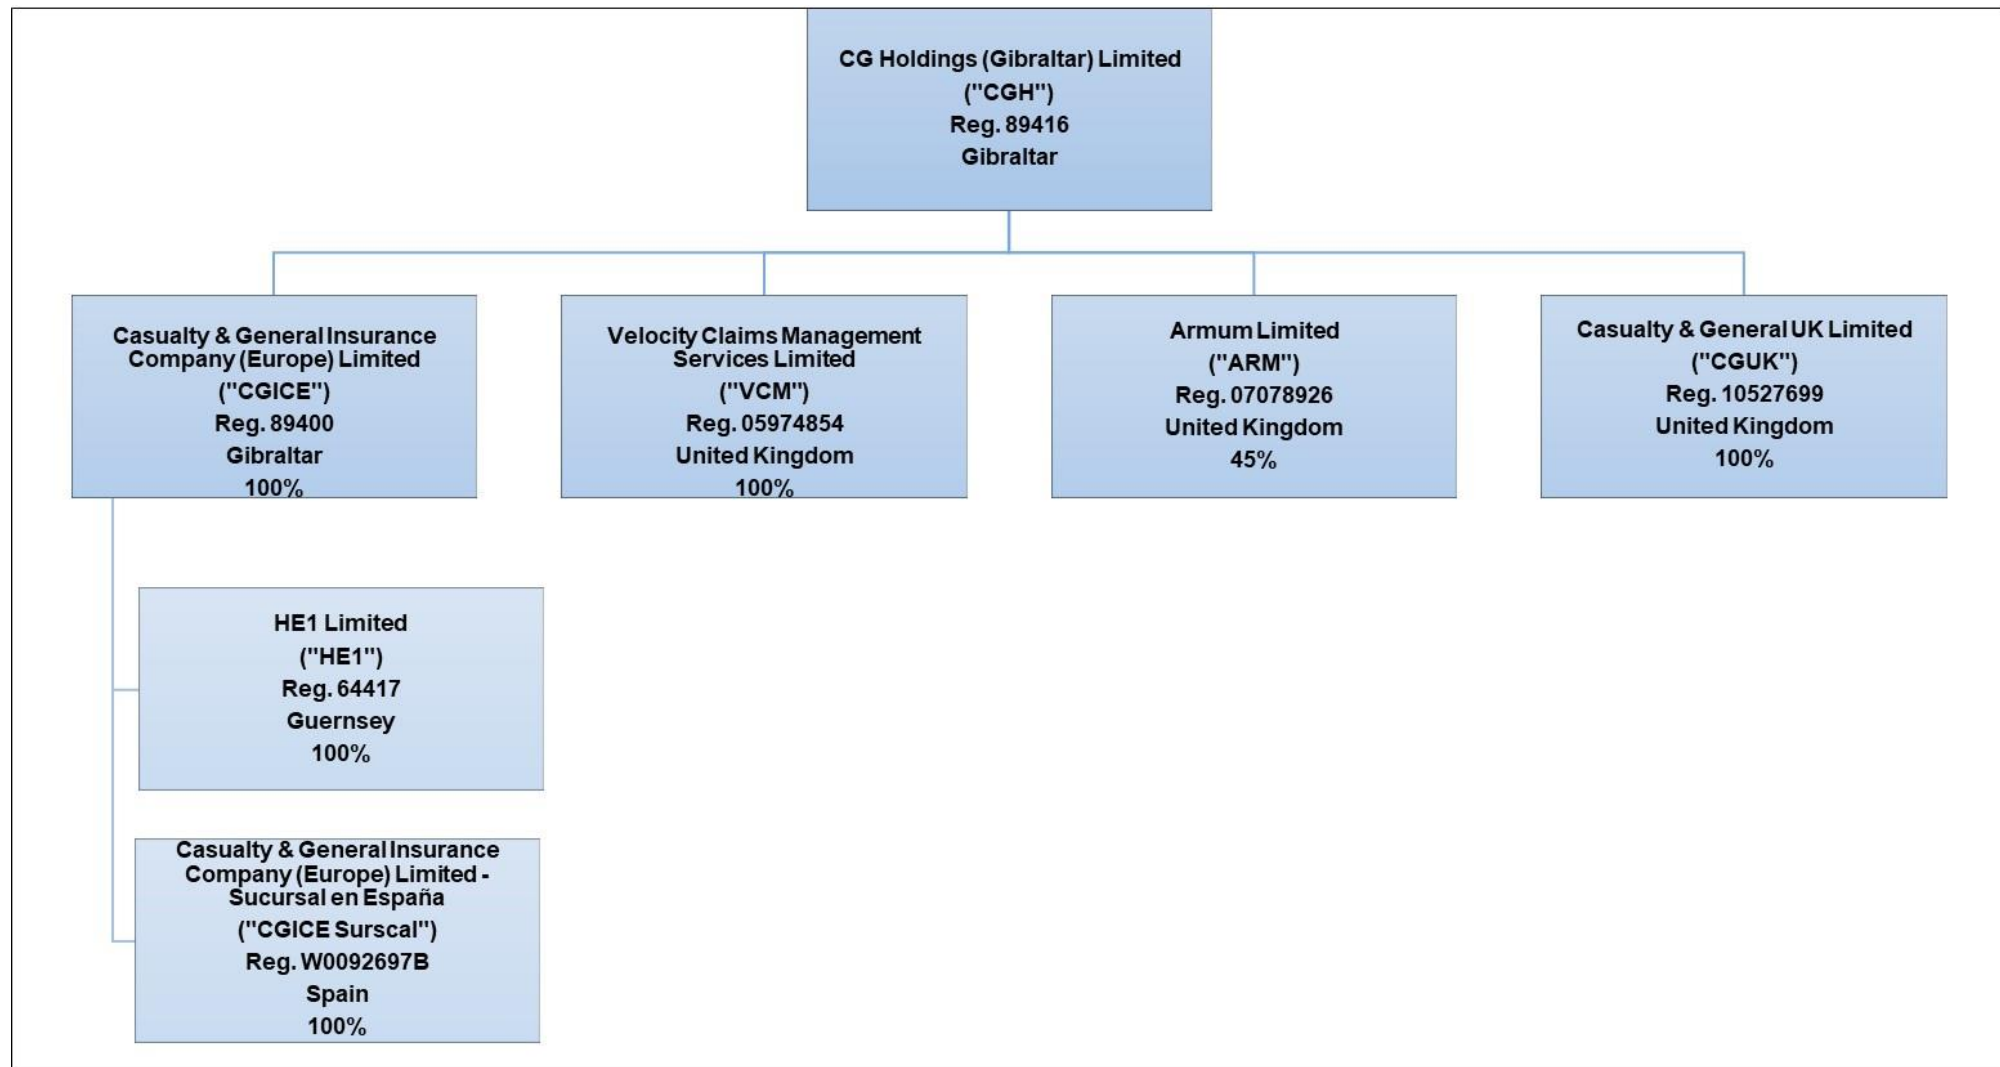 CG Holdings (Gibraltar) Limited
("CGH")
Reg. 89416
Gibraltar
Casualty & General Insurance
Company (Europe) Limited
("CGICE")
Reg. 89400
Gibraltar
100%
Velocity Claims Management
Services Limited
("VCM")
Reg. 05974854
United Kingdom
100%
Armum Limited
("ARM")
Reg. 07078926
United Kingdom
45%
Casualty & General UK Limited
("CGUK")
Reg. 10527699
United Kingdom
100%
HE1 Limited
("HE1")
Reg. 64417
Guernsey
100%
Casualty & General Insurance
Company (Europe) Limited -
Sucursal en España
("CGICE Surscal")
Reg. W0092697B
Spain
100%